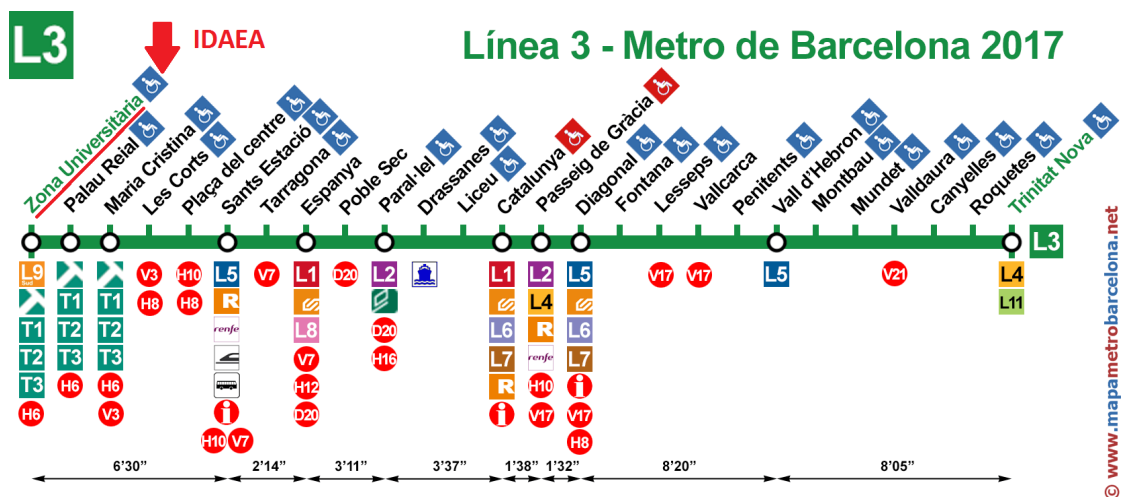 L3
IDAEA
Línea 3 - Metro de Barcelona 2017
Zona Universitària
Palau Reial
Maria Cristina
Les Corts
Plaça del centre
Sants Estació
Tarragona
Espanya
Poble Sec
Paral·lel
Drassanes
Liceu
Catalunya
Passeig de Gràcia
Diagonal
Fontana
Lesseps
Vallcarca
Penitents
Vall d'Hebron
Montbau
Mundet
Valldaura
Canyelles
Roquetes
Trinitat Nova
L3
L9 Sud
T1
T2
T3
H6
T1
T2
T3
H6
T1
T2
T3
H6
V3
V3
H8
H10
H8
L5
R
renfe
i
H10 V7
V7
L1
L8
V7
H12
D20
D20
L2
D20
H16
L1
L6
L7
R
i
L2
L4
R
renfe
H10
V17
L5
L6
L7
i
V17
H8
V17
V17
L5
V21
L4
L11
6'30" 2'14" 3'11" 3'37" 1'38" 1'32" 8'20" 8'05"
© www.mapametrobarcelona.net